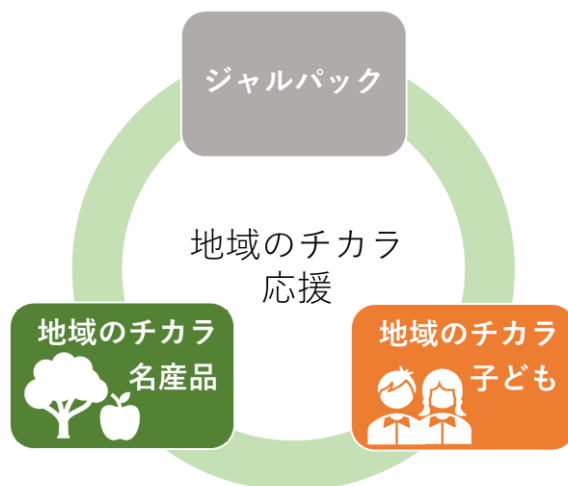 ジャルパック
地域のチカラ
応援
地域のチカラ
名産品
地域のチカラ
子ども